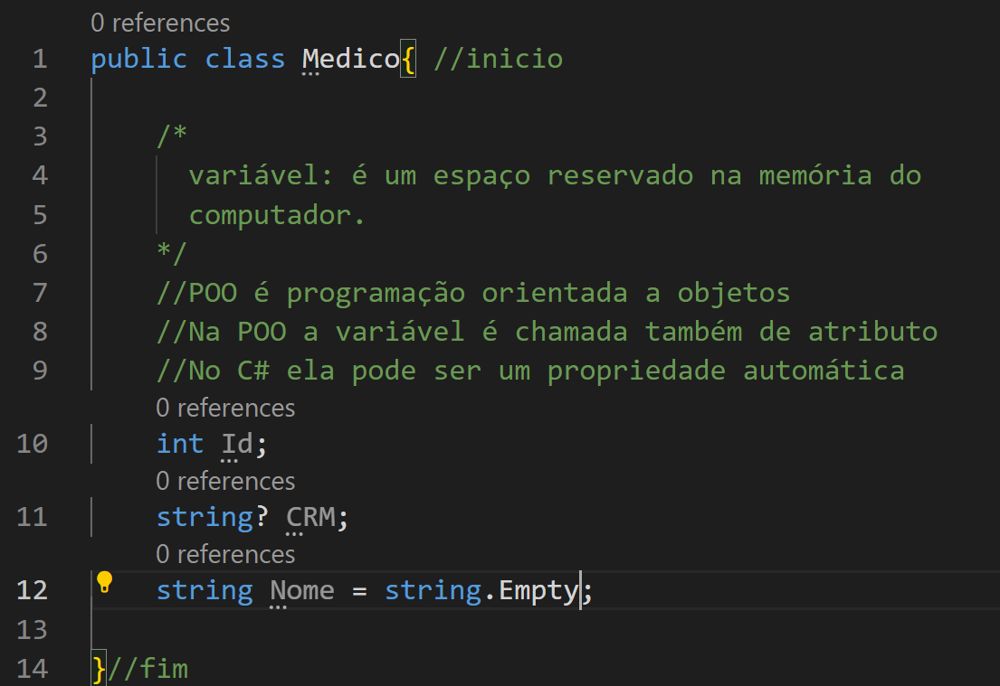 0 references
1 public class Medico{ //inicio
2
3 /*
4 variável: é um espaço reservado na memória do
5 computador.
6 */
7 //POO é programação orientada a objetos
8 //Na POO a variável é chamada também de atributo
9 //No C# ela pode ser um propriedade automática
0 references
10 int Id;
0 references
11 string? CRM;
0 references
12 string Nome = string.Empty;
13
14 }//fim